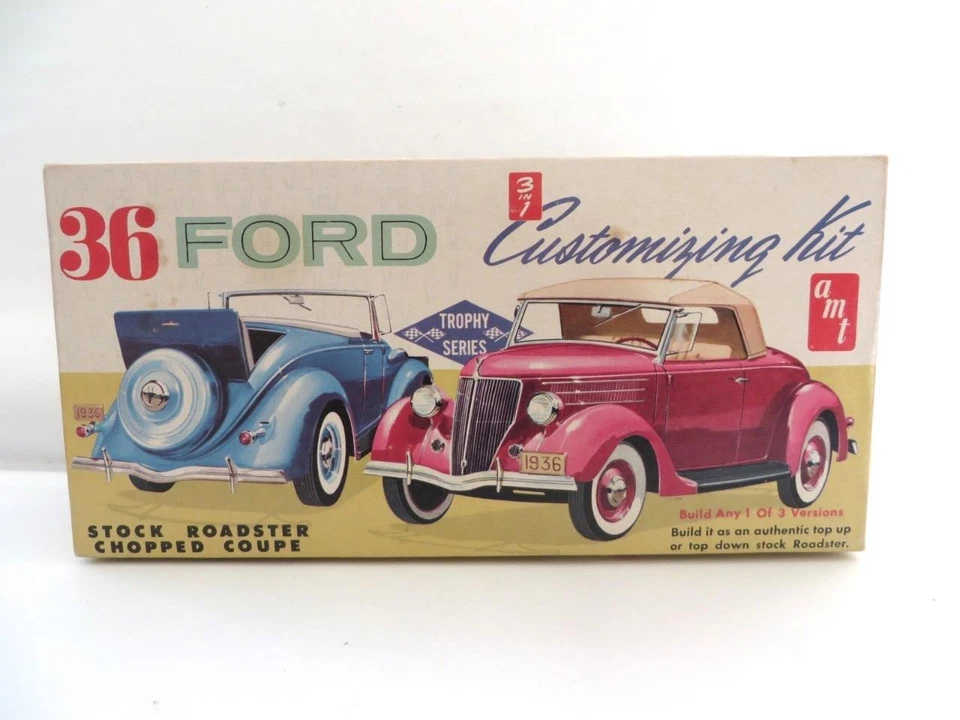 36 FORD
3 IN 1
Customizing Kit
amt
TROPHY
SERIES
1936
1936
STOCK ROADSTER
CHOPPED COUPE
Build Any 1 Of 3 Versions
Build it as an authentic top up
or top down stock Roadster.